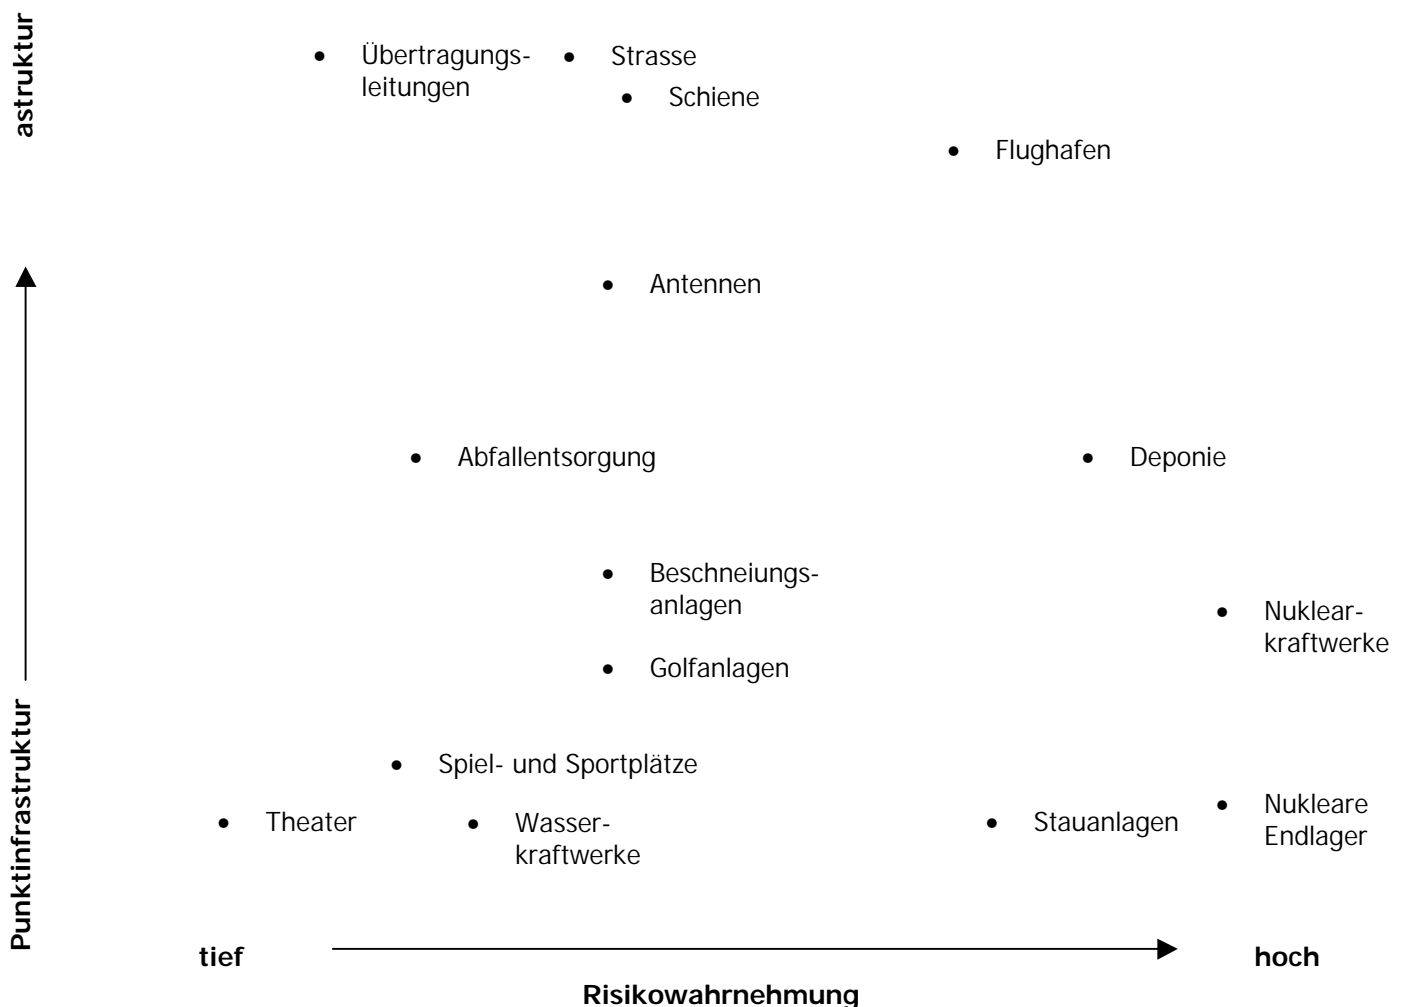 astruktur
• Übertragungs-
leitungen
• Strasse
• Schiene
• Flughafen
• Antennen
• Abfallentsorgung
• Deponie
• Beschneiungs-
anlagen
• Nuklear-
kraftwerke
• Golfanlagen
Punktinfrastruktur
• Spiel- und Sportplätze
• Theater
• Wasser-
kraftwerke
• Stauanlagen
• Nukleare
Endlager
tief
hoch
Risikowahrnehmung